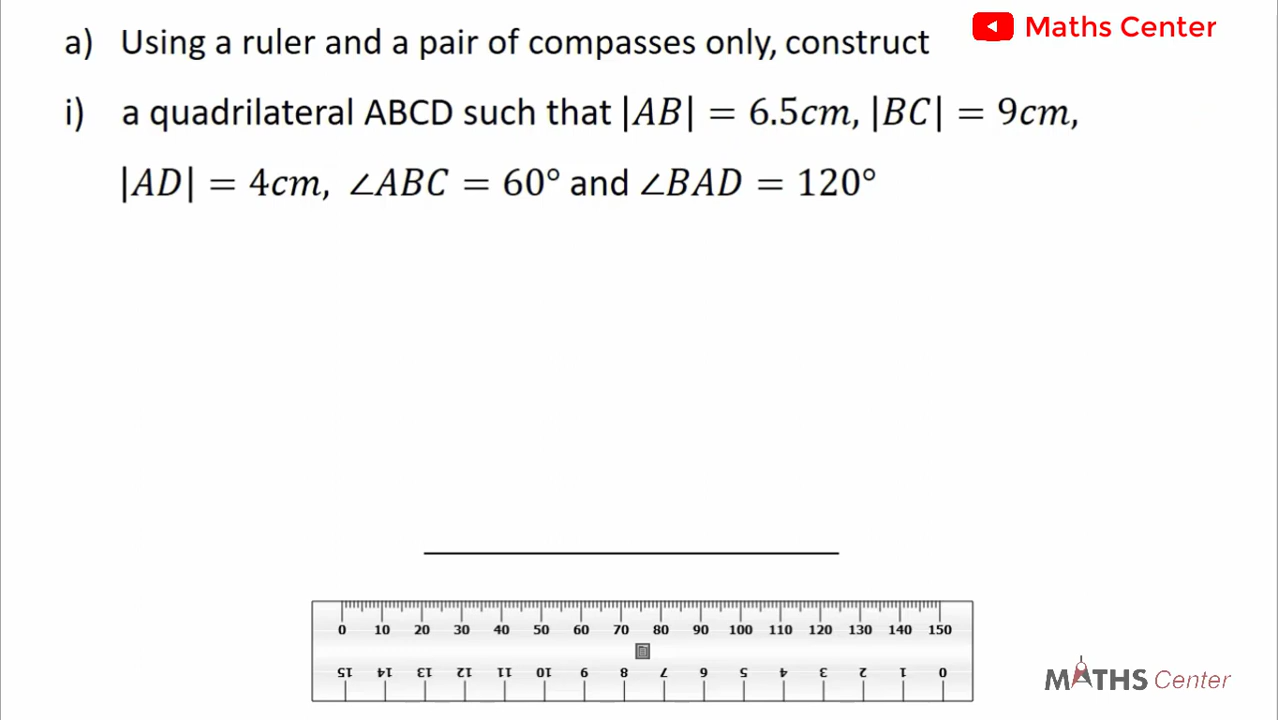 a) Using a ruler and a pair of compasses only, construct
Maths Center
i) a quadrilateral ABCD such that |AB| = 6.5cm, |BC| = 9cm,
|AD| = 4cm, ∠ABC = 60° and ∠BAD = 120°
0 10 20 30 40 50 60 70 80 90 100 110 120 130 140 150
15 14 13 12 11 10 9 8 7 6 5 4 3 2 1 0
MATHS Center